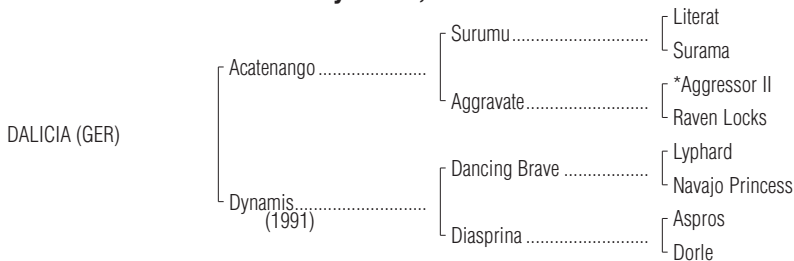 Literat
Surumu
Surama
Acatenango
*Aggressor II
Aggravate
Raven Locks
DALICIA (GER)
Lyphard
Dancing Brave
Navajo Princess
Dynamis
(1991)
Aspros
Diasprina
Dorle